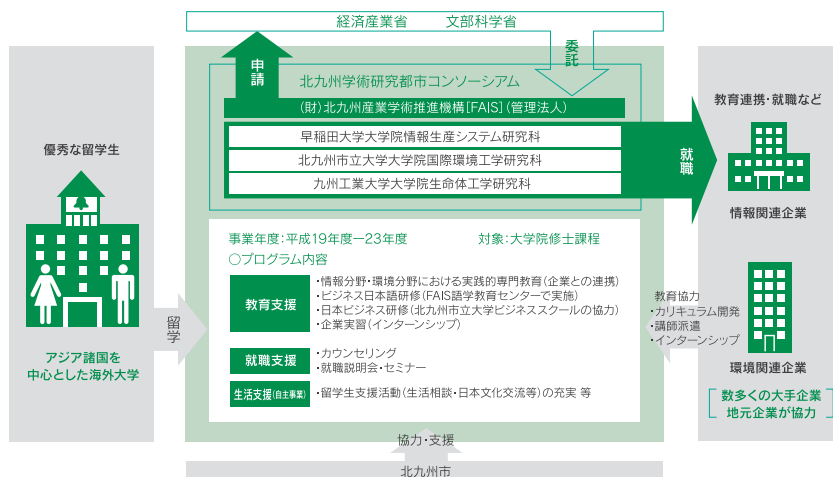 経済産業省　文部科学省
申請
委託
北九州学術研究都市コンソーシアム
(財)北九州産業学術推進機構[FAIS](管理法人)
早稲田大学大学院情報生産システム研究科
北九州市立大学大学院国際環境工学研究科
九州工業大学大学院生命体工学研究科
就職
優秀な留学生
アジア諸国を
中心とした海外大学
留学
事業年度:平成19年度ー23年度　対象:大学院修士課程
○プログラム内容
教育支援
・情報分野・環境分野における実践的専門教育(企業との連携)
・ビジネス日本語研修(FAIS語学教育センターで実施)
・日本ビジネス研修(北九州市立大学ビジネススクールの協力)
・企業実習(インターンシップ)
就職支援
・カウンセリング
・就職説明会・セミナー
生活支援(自主事業)
・留学生支援活動(生活相談・日本文化交流等)の充実 等
教育連携・就職など
情報関連企業
教育協力
・カリキュラム開発
・講師派遣
・インターンシップ
環境関連企業
[数多くの大手企業
地元企業が協力]
協力・支援
北九州市